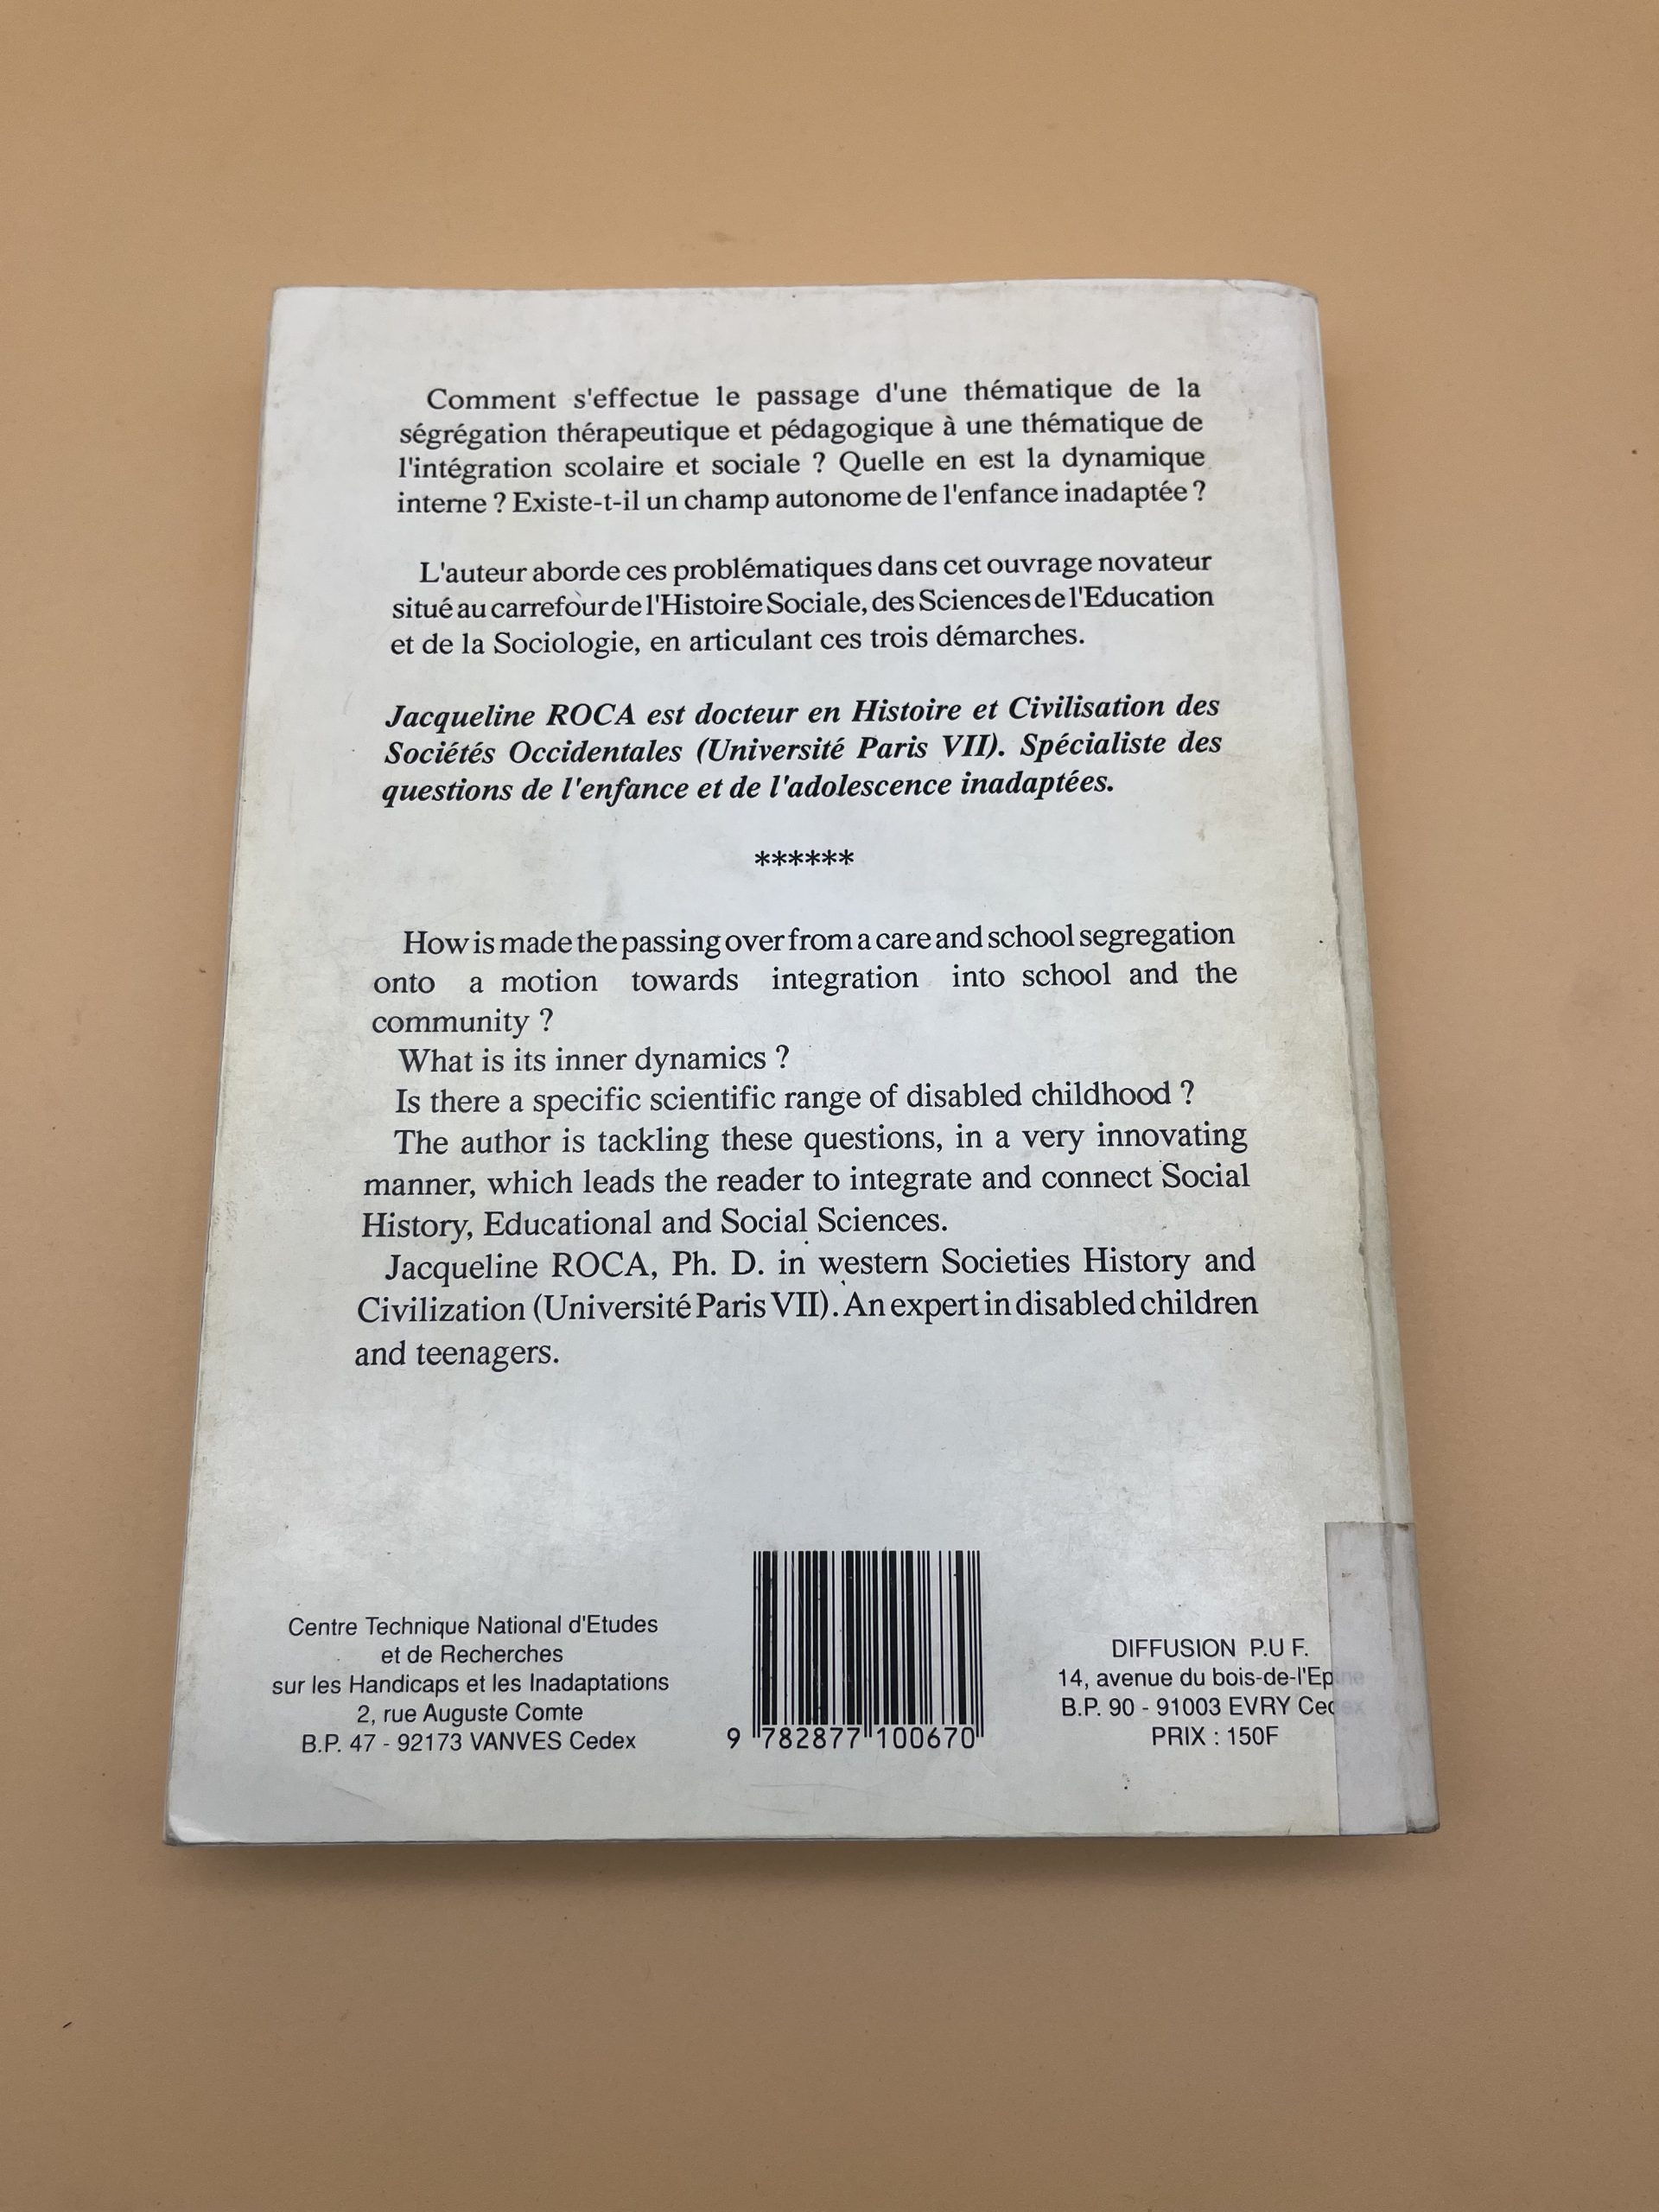 Comment s'effectue le passage d'une thématique de la
ségrégation thérapeutique et pédagogique à une thématique de
l'intégration scolaire et sociale ? Quelle en est la dynamique
interne ? Existe-t-il un champ autonome de l'enfance inadaptée ?
L'auteur aborde ces problématiques dans cet ouvrage novateur
situé au carrefour de l'Histoire Sociale, des Sciences de l'Education
et de la Sociologie, en articulant ces trois démarches.
Jacqueline ROCA est docteur en Histoire et Civilisation des
Sociétés Occidentales (Université Paris VII). Spécialiste des
questions de l'enfance et de l'adolescence inadaptées.
******
How is made the passing over from a care and school segregation
onto a motion towards integration into school and the
community ?
What is its inner dynamics ?
Is there a specific scientific range of disabled childhood ?
The author is tackling these questions, in a very innovating
manner, which leads the reader to integrate and connect Social
History, Educational and Social Sciences.
Jacqueline ROCA, Ph. D. in western Societies History and
Civilization (Université Paris VII). An expert in disabled children
and teenagers.
Centre Technique National d'Etudes
et de Recherches
sur les Handicaps et les Inadaptations
2, rue Auguste Comte
B.P. 47 - 92173 VANVES Cedex
9 782877 100670
DIFFUSION P.U F.
14, avenue du bois-de-l'Epine
B.P. 90 - 91003 EVRY Cedex
PRIX : 150F